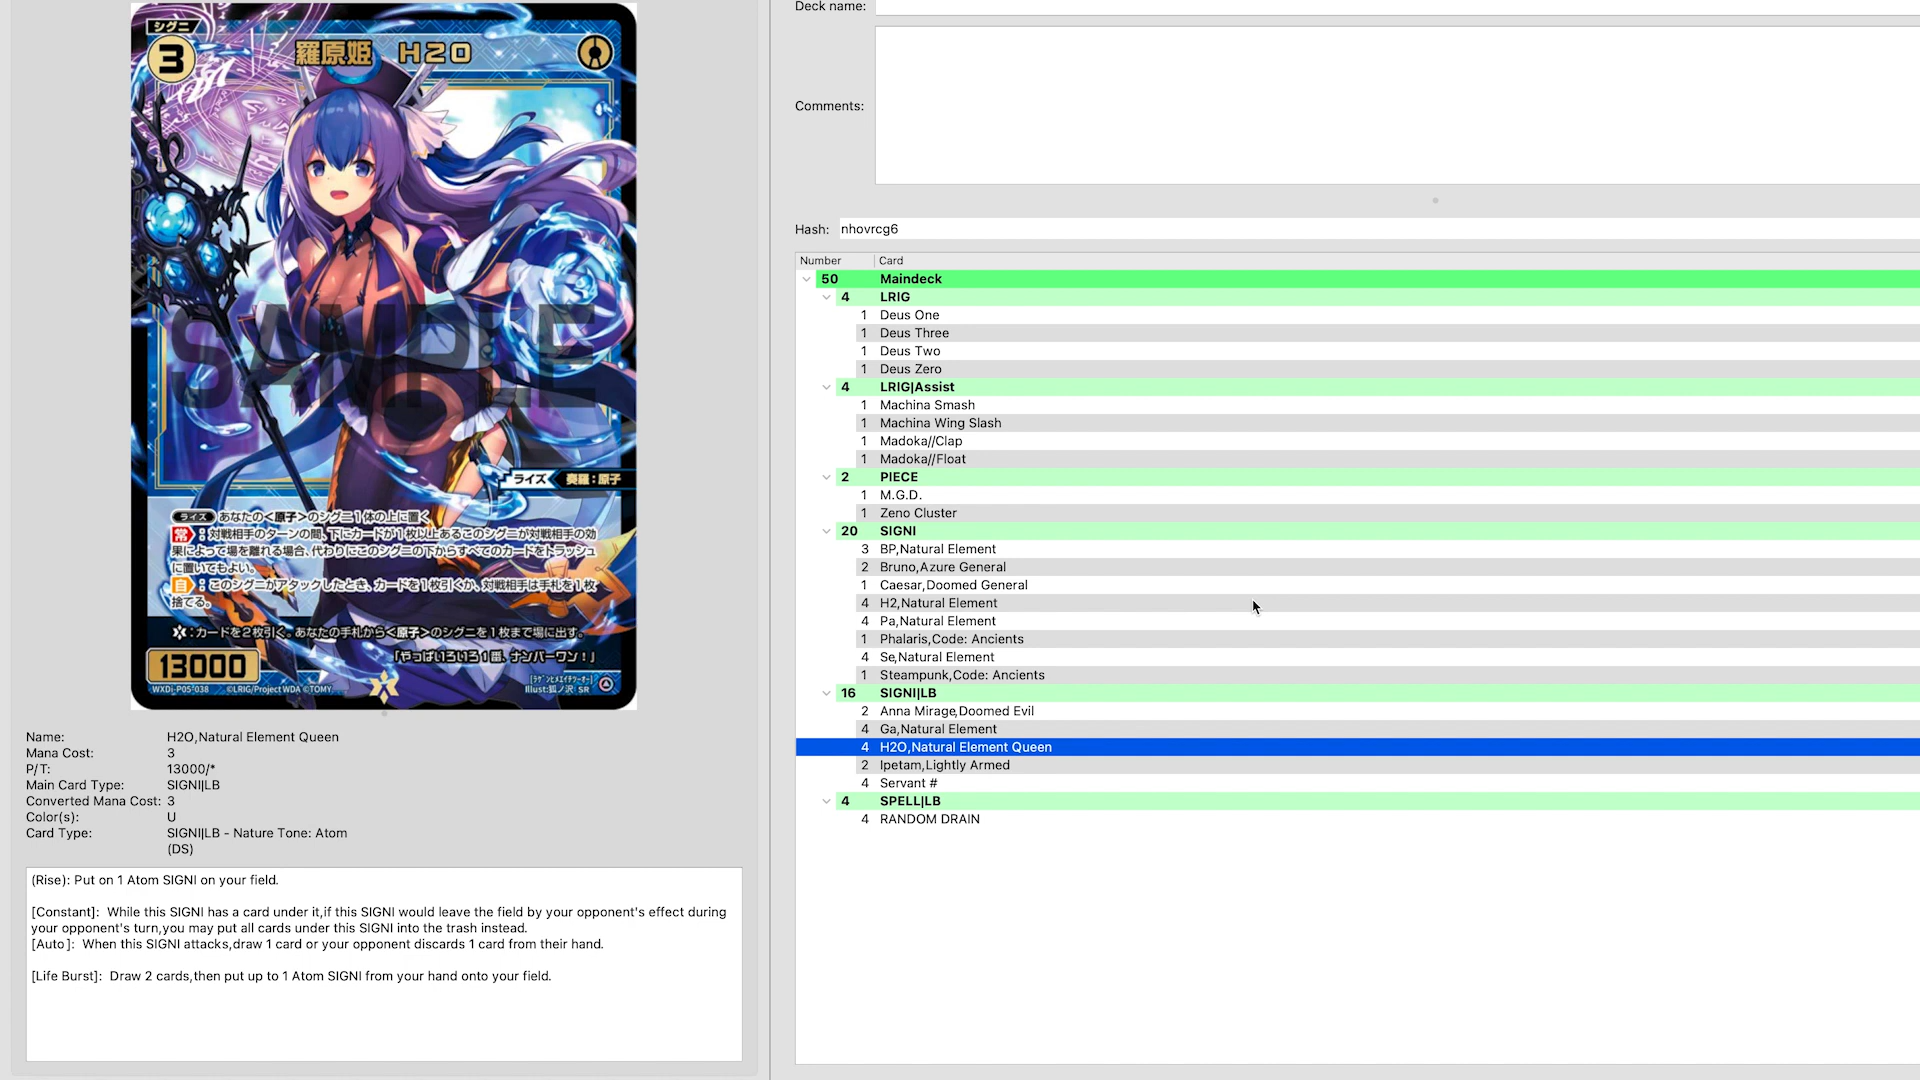 シグニ
3
羅原姫 H2O
SAMPLE
ライズ 奏羅:原子
ライズ あなたの<原子>のシグニ1体の上に置く
常:対戦相手のターンの間、下にカードが1枚以上あるこのシグニが対戦相手の効
果によって場を離れる場合、代わりにこのシグニの下からすべてのカードをトラッシュ
に置いてもよい。
自:このシグニがアタックしたとき、カードを1枚引くか、対戦相手は手札を1枚
捨てる。
:カードを2枚引く。あなたの手札から<原子>のシグニを1枚まで場に出す。
「やっぱいろいろ1番、ナンバーワン!」
13000
WXDi-P05-038 ©LRIG/Project WDA ©TOMY
[ラゲンヒメエイチツーオー]
Illust:狐ノ沢 SR
Name: H2O,Natural Element Queen
Mana Cost: 3
P/T: 13000/*
Main Card Type: SIGNI|LB
Converted Mana Cost: 3
Color(s): U
Card Type: SIGNI|LB - Nature Tone: Atom
(DS)
(Rise): Put on 1 Atom SIGNI on your field.
[Constant]: While this SIGNI has a card under it,if this SIGNI would leave the field by your opponent's effect during
your opponent's turn,you may put all cards under this SIGNI into the trash instead.
[Auto]: When this SIGNI attacks,draw 1 card or your opponent discards 1 card from their hand.
[Life Burst]: Draw 2 cards,then put up to 1 Atom SIGNI from your hand onto your field.
Deck name:
Comments:
Hash: nhovrcg6
Number Card
50 Maindeck
4 LRIG
1 Deus One
1 Deus Three
1 Deus Two
1 Deus Zero
4 LRIG|Assist
1 Machina Smash
1 Machina Wing Slash
1 Madoka//Clap
1 Madoka//Float
2 PIECE
1 M.G.D.
1 Zeno Cluster
20 SIGNI
3 BP,Natural Element
2 Bruno,Azure General
1 Caesar,Doomed General
4 H2,Natural Element
4 Pa,Natural Element
1 Phalaris,Code: Ancients
4 Se,Natural Element
1 Steampunk,Code: Ancients
16 SIGNI|LB
2 Anna Mirage,Doomed Evil
4 Ga,Natural Element
4 H2O,Natural Element Queen
2 Ipetam,Lightly Armed
4 Servant #
4 SPELL|LB
4 RANDOM DRAIN